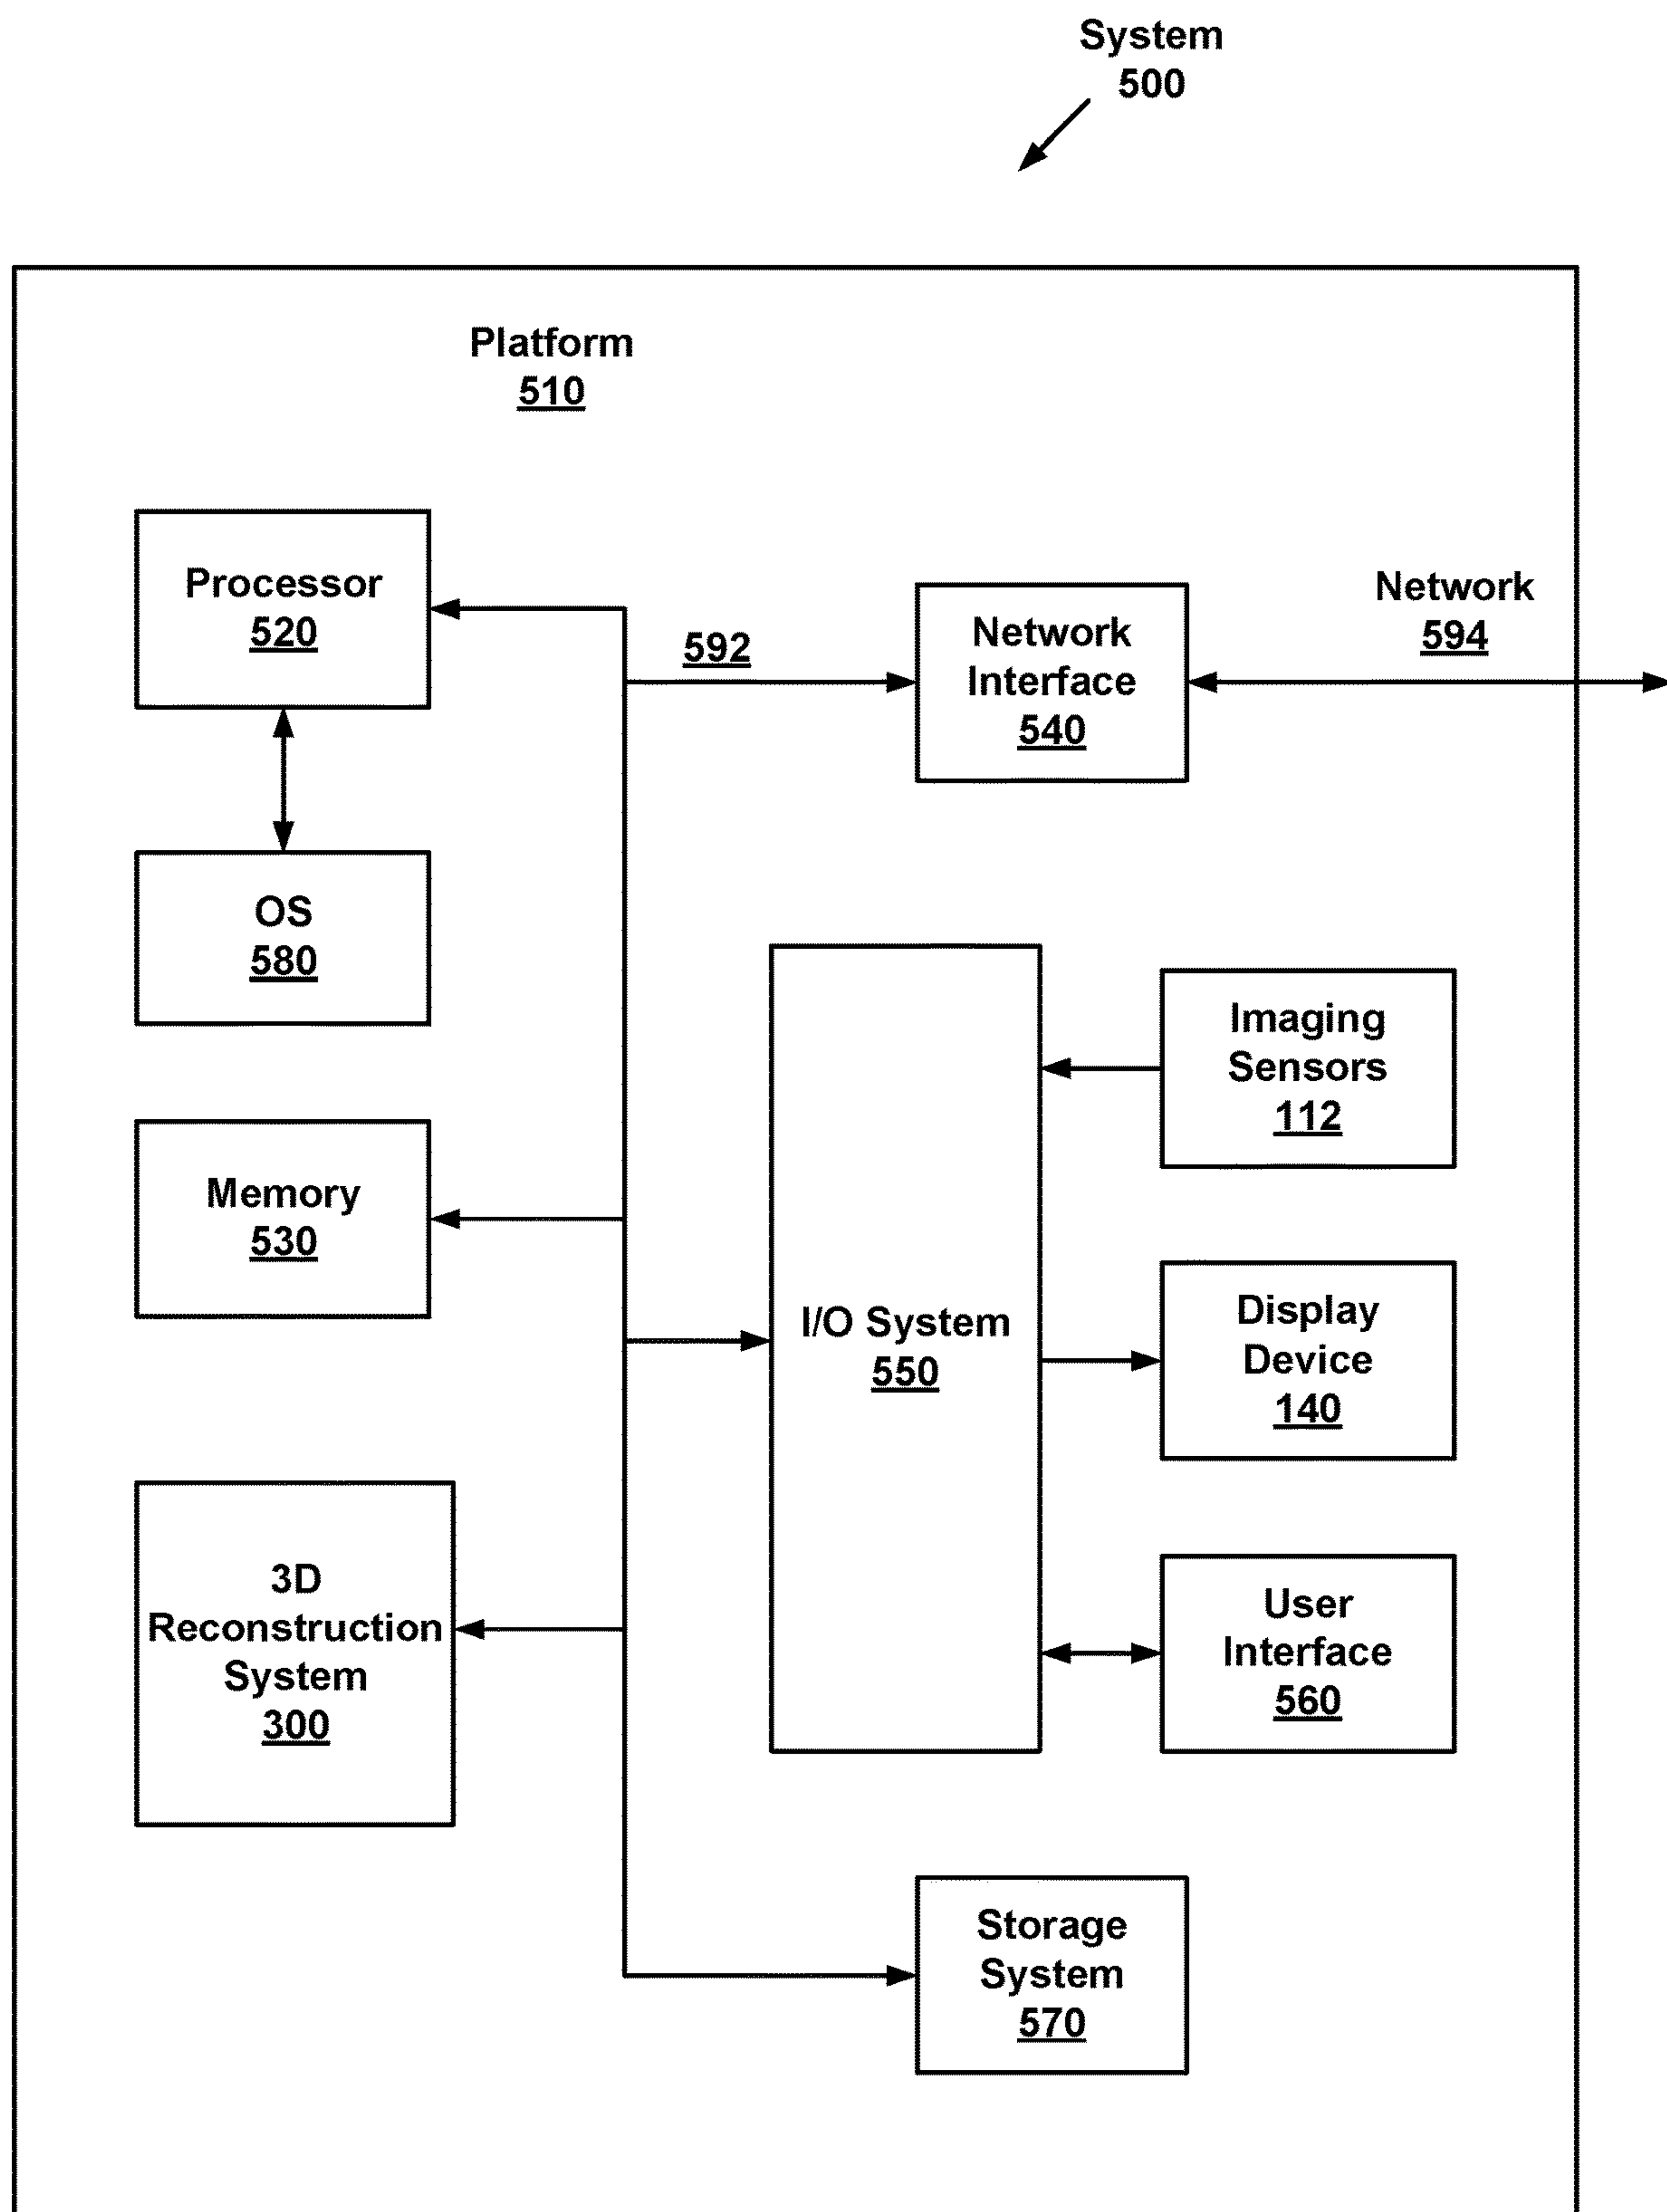 System
500
Platform
510
Processor
520
592
Network
Interface
540
Network
594
OS
580
Imaging
Sensors
112
Memory
530
I/O System
550
Display
Device
140
3D
Reconstruction
System
300
User
Interface
560
Storage
System
570